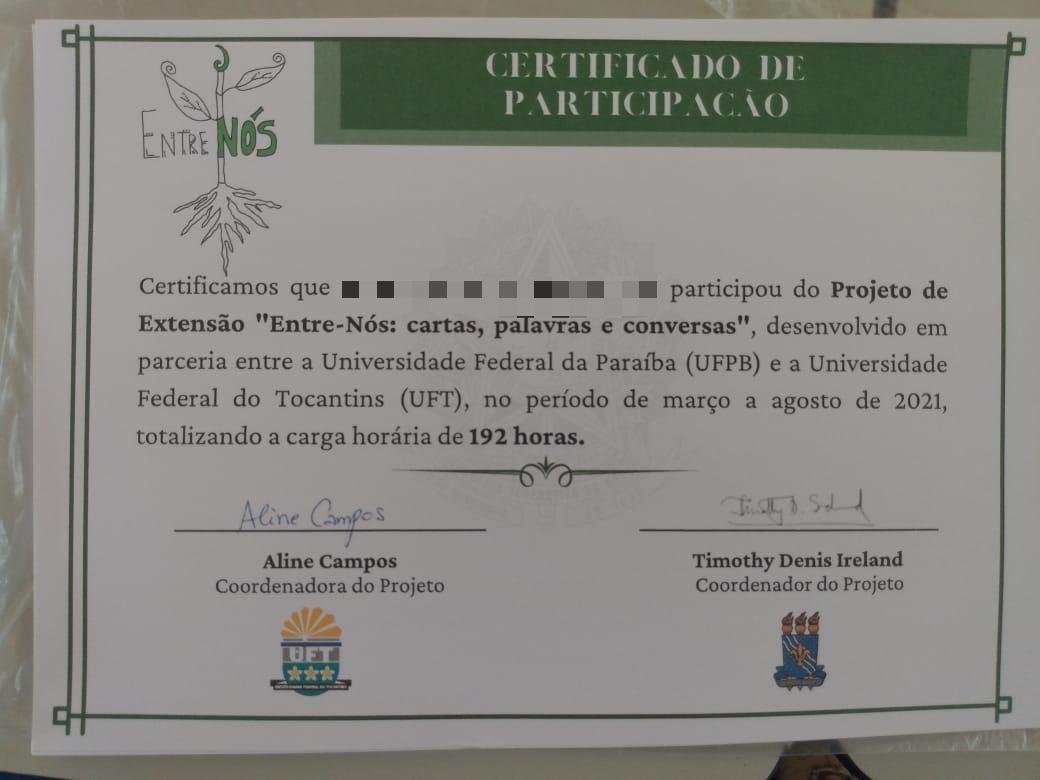 ENTRE NÓS
CERTIFICADO DE
PARTICIPAÇÃO
Certificamos que participou do Projeto de
Extensão "Entre-Nós: cartas, palavras e conversas", desenvolvido em
parceria entre a Universidade Federal da Paraíba (UFPB) e a Universidade
Federal do Tocantins (UFT), no período de março a agosto de 2021,
totalizando a carga horária de 192 horas.
Aline Campos
Aline Campos
Coordenadora do Projeto
Timothy Denis Ireland
Coordenador do Projeto
UFT